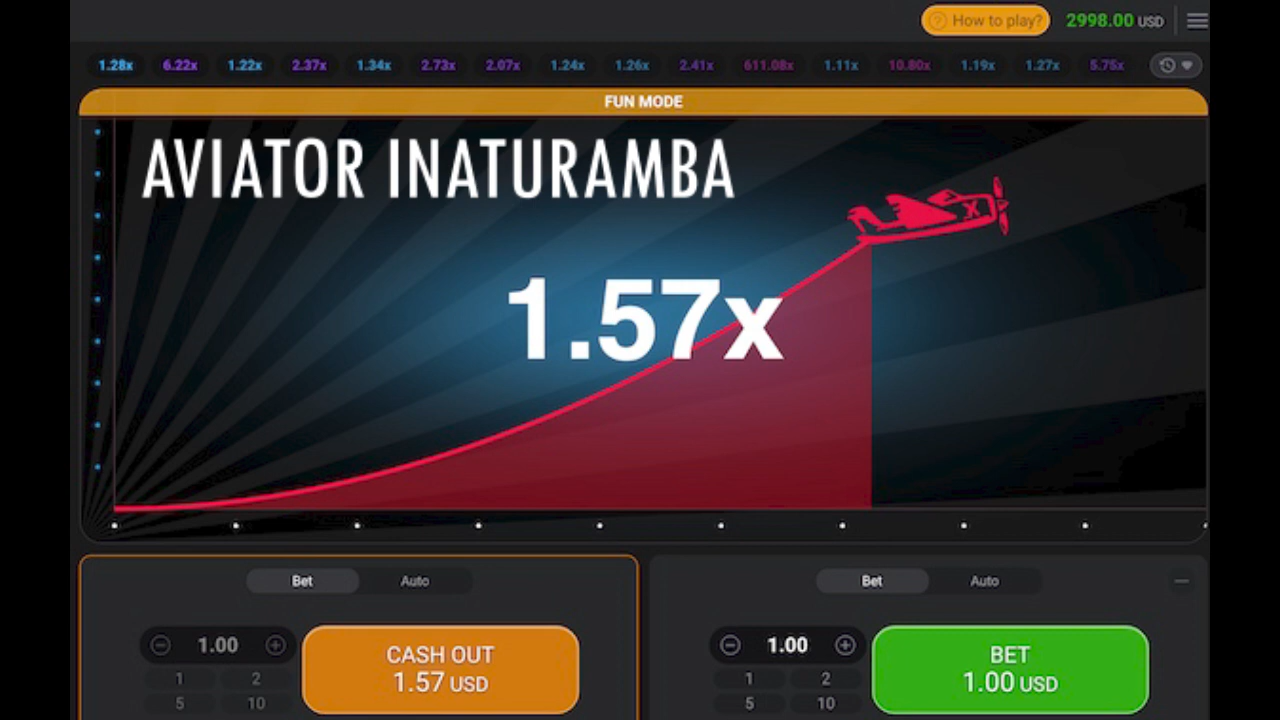 How to play? 2998.00 USD
1.28x 6.22x 1.22x 2.37x 1.34x 2.73x 2.07x 1.24x 1.26x 2.41x 611.08x 1.11x 10.80x 1.19x 1.27x 5.75x
FUN MODE
AVIATOR INATURAMBA
X
1.57x
Bet Auto
1.00
1 2
5 10
CASH OUT
1.57 USD
Bet Auto
1.00
1 2
5 10
BET
1.00 USD